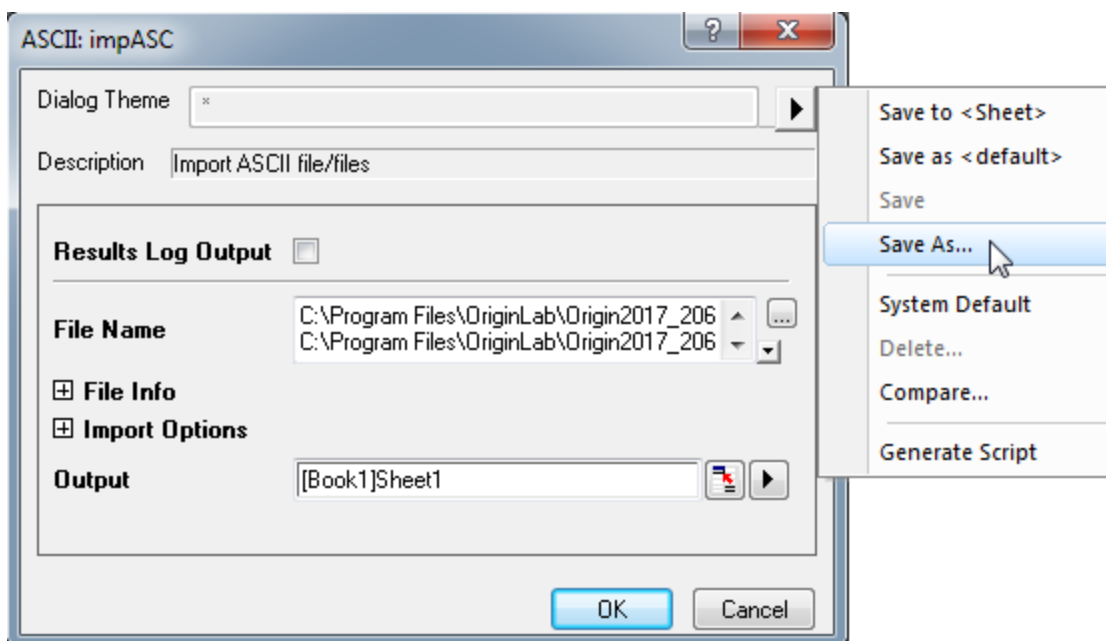 ASCII: impASC
?
Dialog Theme *
Description Import ASCII file/files
Results Log Output
File Name
C:\Program Files\OriginLab\Origin2017_206
C:\Program Files\OriginLab\Origin2017_206
...
File Info
Import Options
Output [Book1]Sheet1
OK Cancel
Save to <Sheet>
Save as <default>
Save
Save As...
System Default
Delete...
Compare...
Generate Script